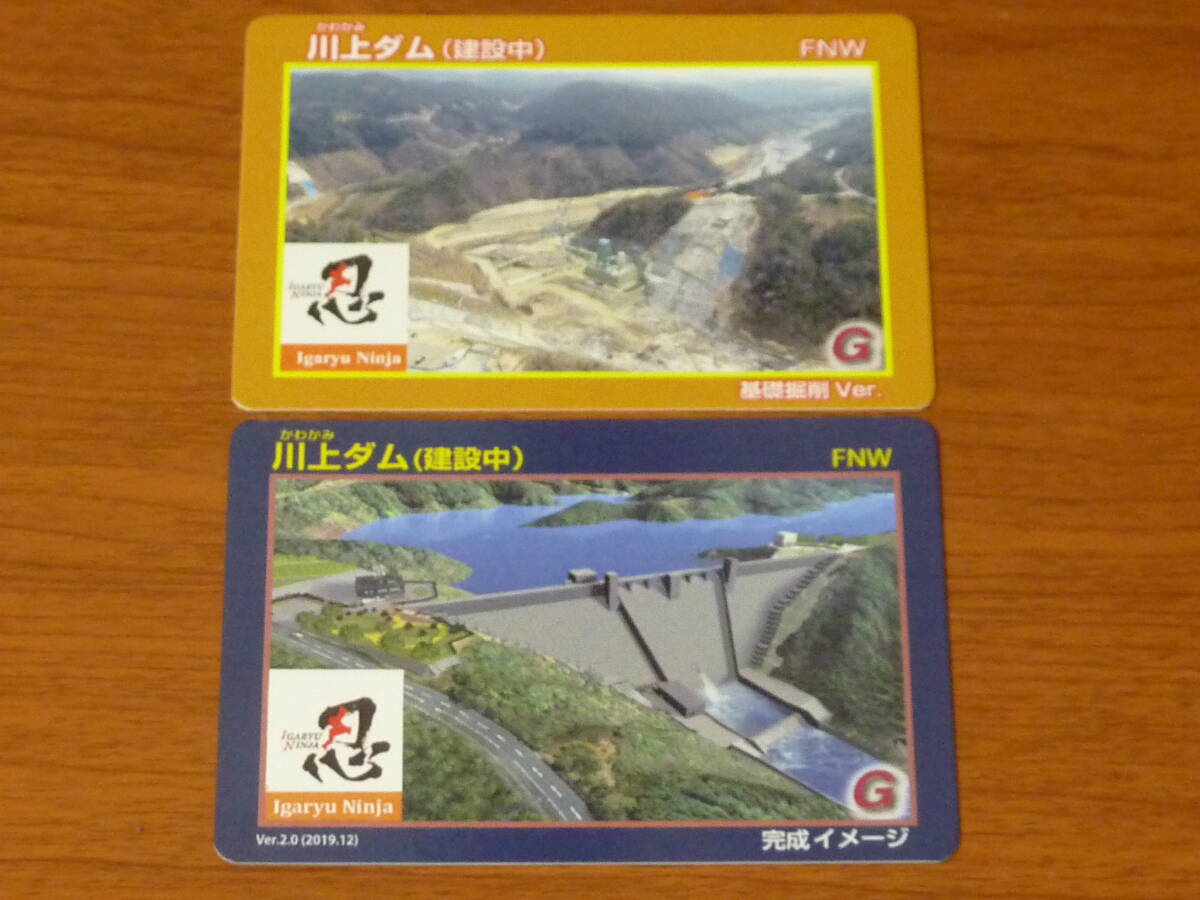 かわかみ
川上ダム(建設中) FNW
IGARYU
NINJA
忍
Igaryu Ninja
G
基礎掘削 Ver.
かわかみ
川上ダム(建設中) FNW
IGARYU
NINJA
忍
Igaryu Ninja
G
Ver.2.0 (2019.12) 完成イメージ